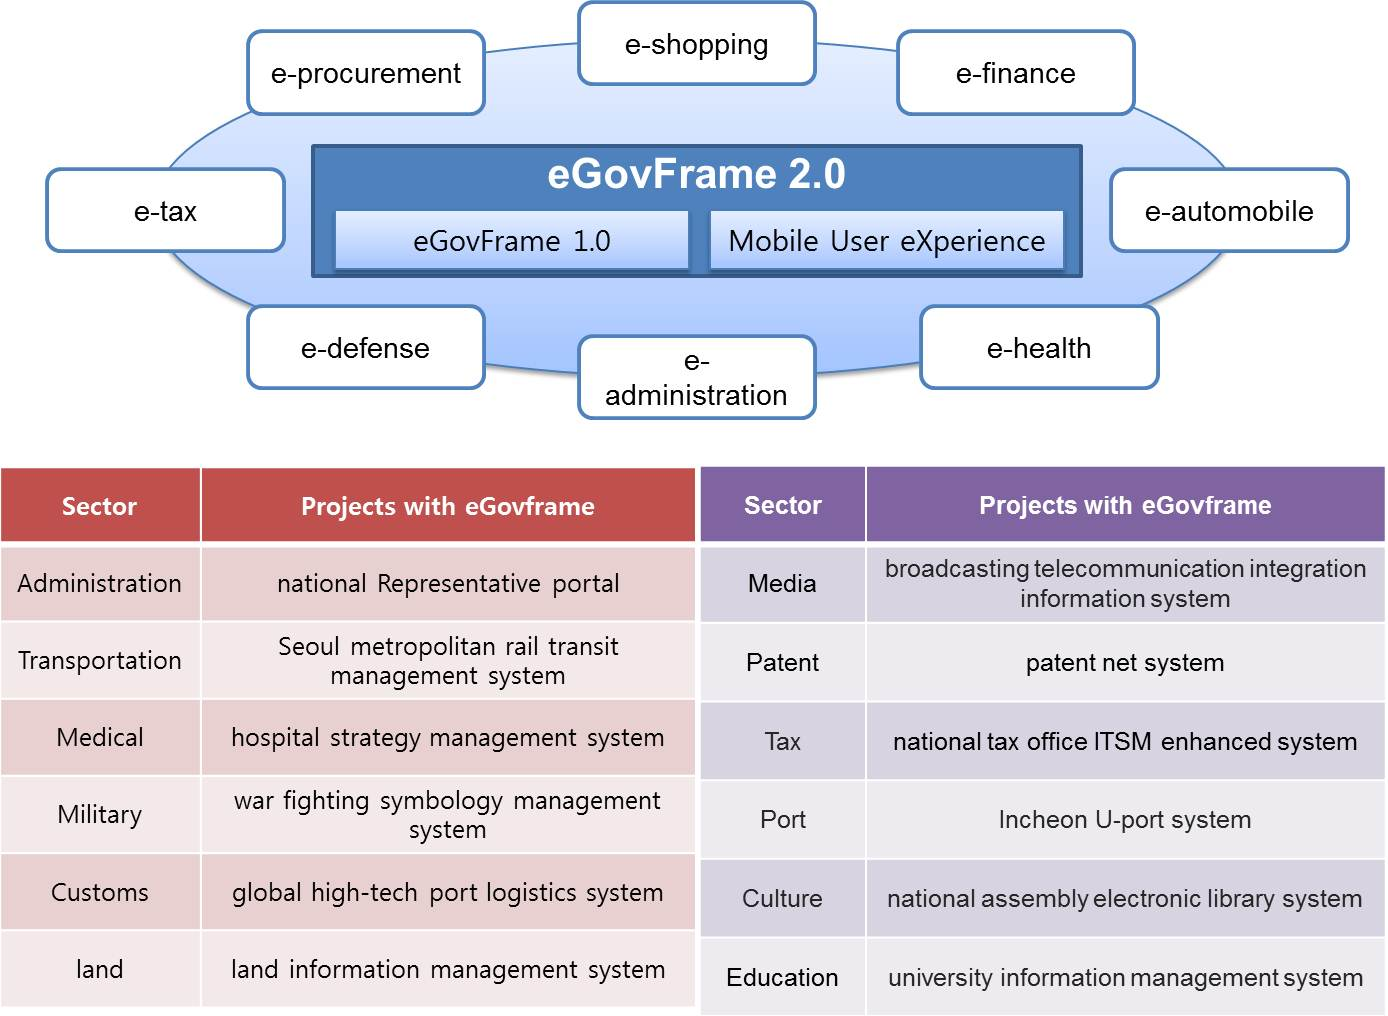 e-shopping
e-procurement
e-finance
eGovFrame 2.0
e-tax
e-automobile
eGovFrame 1.0
Mobile User eXperience
e-defense
e-health
e-
administration
Sector
Projects with eGovframe
Administration
national Representative portal
Transportation
Seoul metropolitan rail transit
management system
Medical
hospital strategy management system
Military
war fighting symbology management
system
Customs
global high-tech port logistics system
land
land information management system
Sector
Projects with eGovframe
Media
broadcasting telecommunication integration
information system
Patent
patent net system
Tax
national tax office ITSM enhanced system
Port
Incheon U-port system
Culture
national assembly electronic library system
Education
university information management system